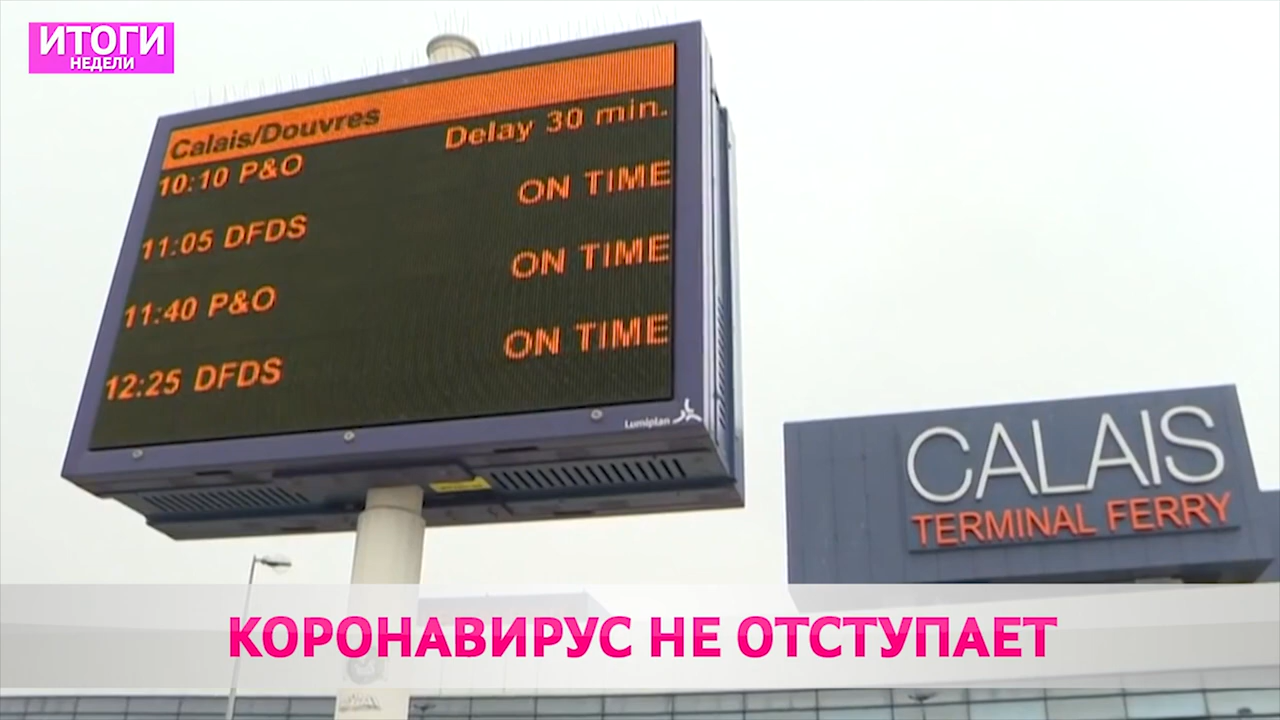 ИТОГИ
НЕДЕЛИ
Calais/Douvres
10:10 P&O Delay 30 min.
11:05 DFDS ON TIME
11:40 P&O ON TIME
12:25 DFDS ON TIME
Lumiplan
CALAIS
TERMINAL FERRY
КОРОНАВИРУС НЕ ОТСТУПАЕТ